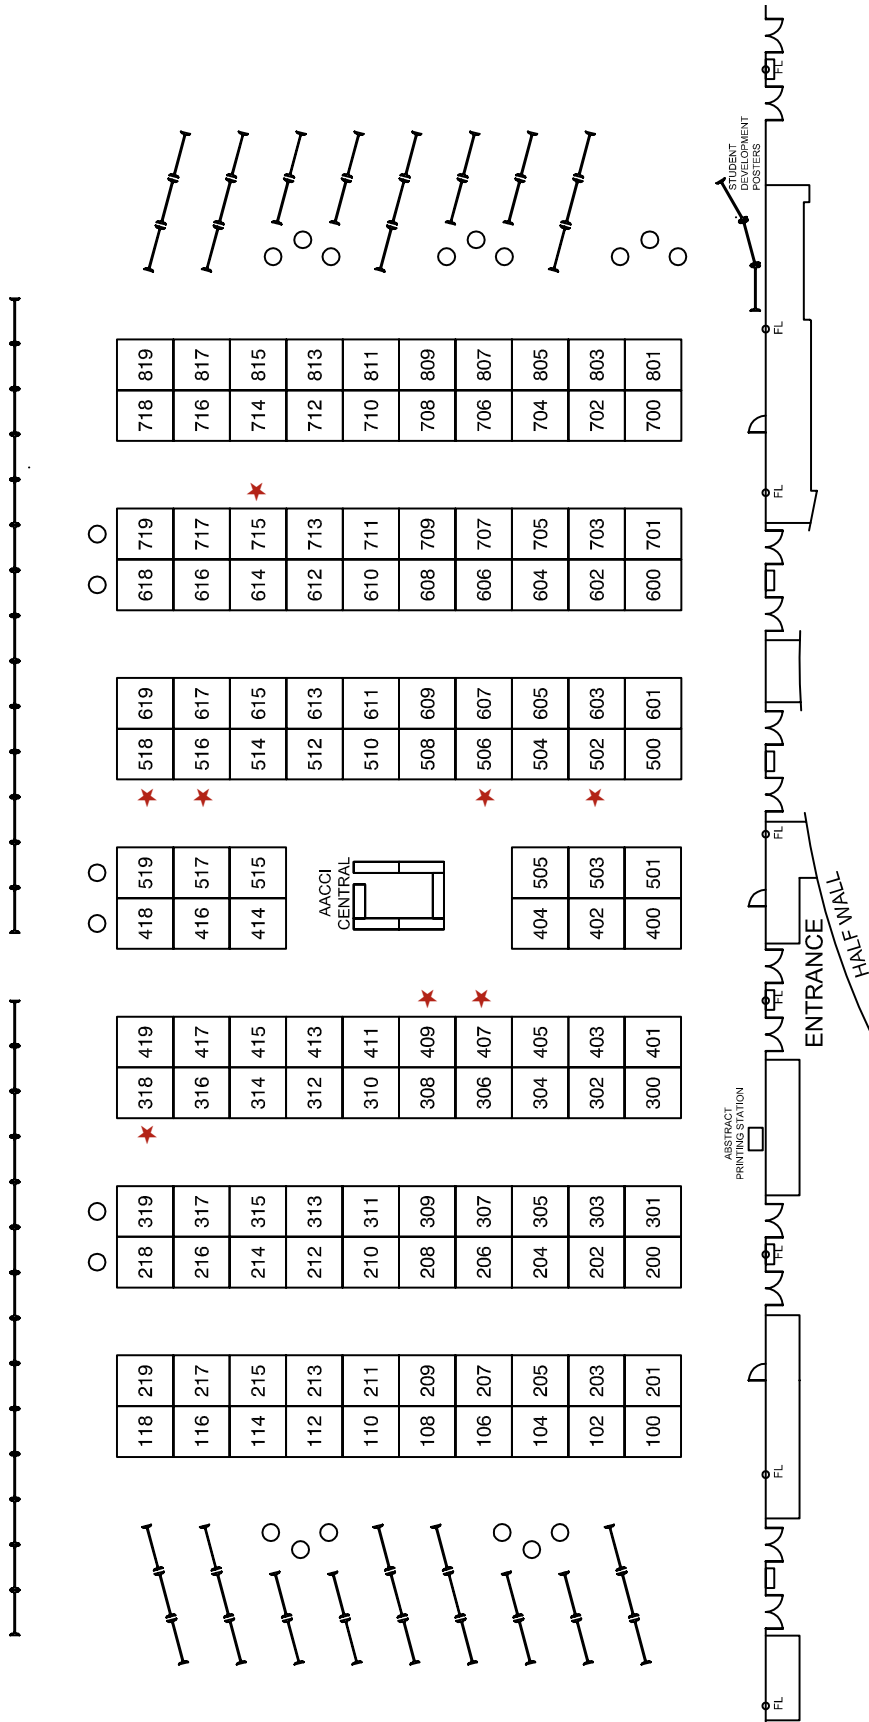 FL
STUDENT
DEVELOPMENT
POSTERS
FL
819 817 815 813 811 809 807 805 803 801
718 716 714 712 710 708 706 704 702 700
FL
719 717 715 713 711 709 707 705 703 701
618 616 614 612 610 608 606 604 602 600
619 617 615 613 611 609 607 605 603 601
518 516 514 512 510 508 506 504 502 500
FL
519 517 515
AACCI
CENTRAL
505 503 501
418 416 414
404 402 400
HALF WALL
ENTRANCE
FL
419 417 415 413 411 409 407 405 403 401
318 316 314 312 310 308 306 304 302 300
ABSTRACT
PRINTING STATION
319 317 315 313 311 309 307 305 303 301
218 216 214 212 210 208 206 204 202 200
FL
219 217 215 213 211 209 207 205 203 201
118 116 114 112 110 108 106 104 102 100
FL
FL